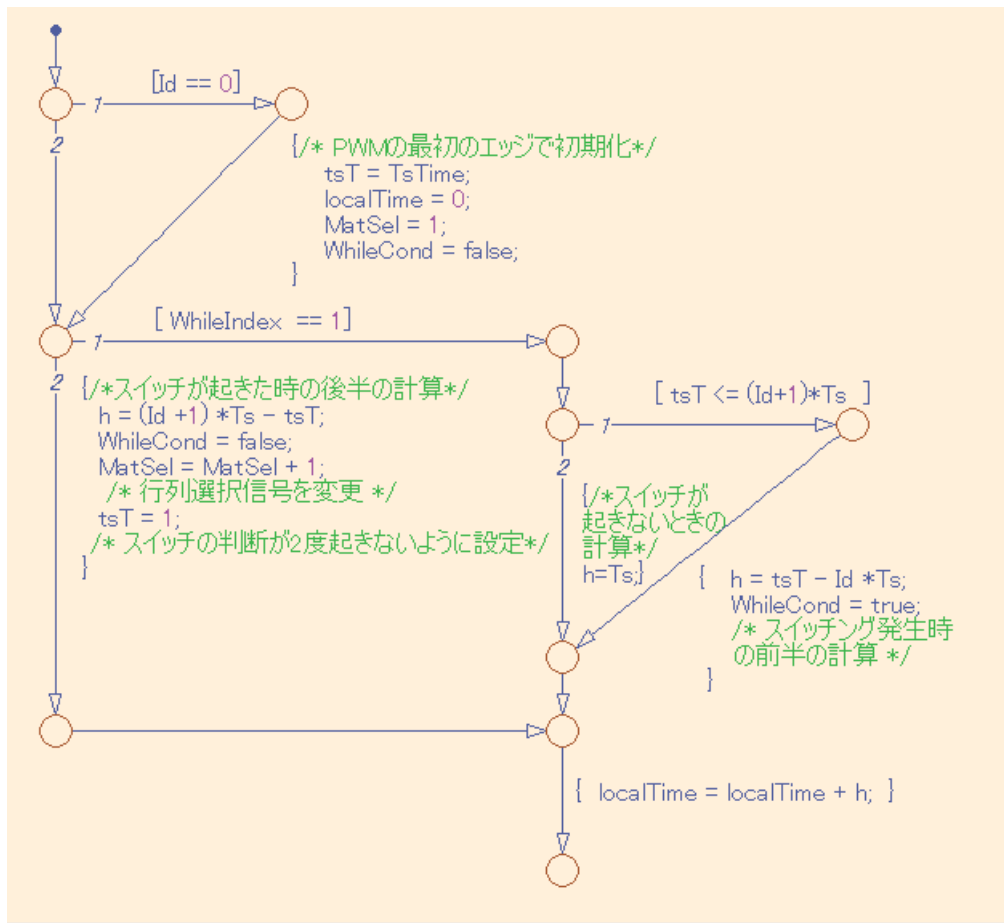 [Id == 0]
1
2
{/* PWMの最初のエッジで初期化*/
tsT = TsTime;
localTime = 0;
MatSel = 1;
WhileCond = false;
}
[ WhileIndex == 1]
1
2
{/*スイッチが起きた時の後半の計算*/
h = (Id +1) *Ts - tsT;
WhileCond = false;
MatSel = MatSel + 1;
/* 行列選択信号を変更 */
tsT = 1;
/* スイッチの判断が2度起きないように設定*/
}
[ tsT <= (Id+1)*Ts ]
1
2
{/*スイッチが
起きないときの
計算*/
h=Ts;}
{ h = tsT - Id *Ts;
WhileCond = true;
/* スイッチング発生時
の前半の計算 */
}
{ localTime = localTime + h; }